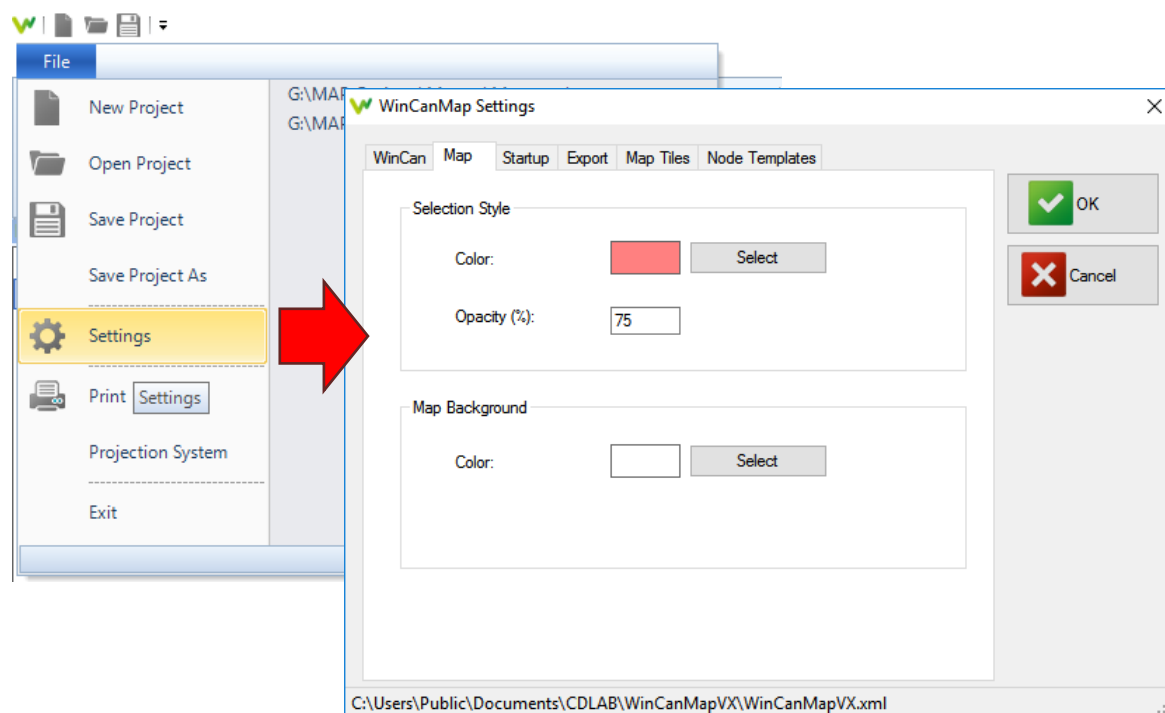 File
New Project
Open Project
Save Project
Save Project As
Settings
Print
Settings
Projection System
Exit
G:\MAP
G:\MAP
WinCanMap Settings
WinCan Map Startup Export Map Tiles Node Templates
Selection Style
Color: Select
Opacity (%): 75
Map Background
Color: Select
OK
Cancel
C:\Users\Public\Documents\CDLAB\WinCanMapVX\WinCanMapVX.xml